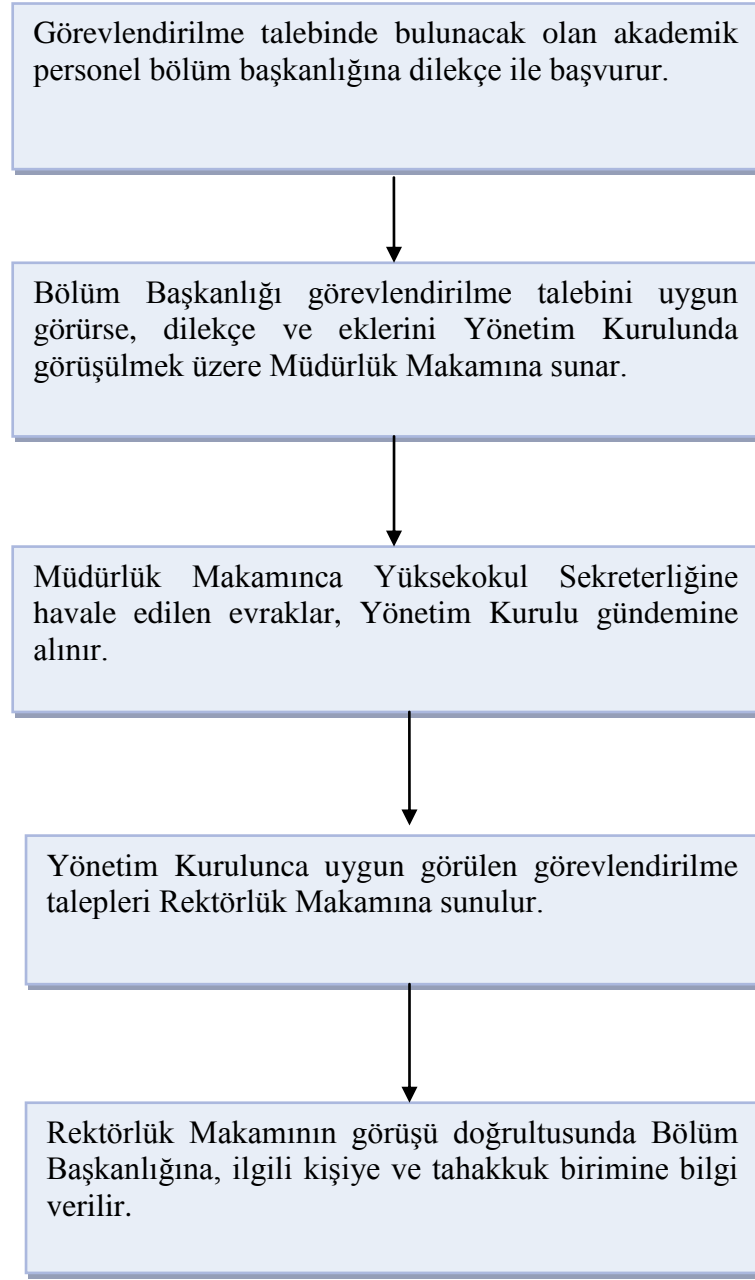 Görevlendirilme talebinde bulunacak olan akademik
personel bölüm başkanlığına dilekçe ile başvurur.
Bölüm Başkanlığı görevlendirilme talebini uygun
görürse, dilekçe ve eklerini Yönetim Kurulunda
görüşülmek üzere Müdürlük Makamına sunar.
Müdürlük Makamınca Yüksekokul Sekreterliğine
havale edilen evraklar, Yönetim Kurulu gündemine
alınır.
Yönetim Kurulunca uygun görülen görevlendirilme
talepleri Rektörlük Makamına sunulur.
Rektörlük Makamının görüşü doğrultusunda Bölüm
Başkanlığına, ilgili kişiye ve tahakkuk birimine bilgi
verilir.